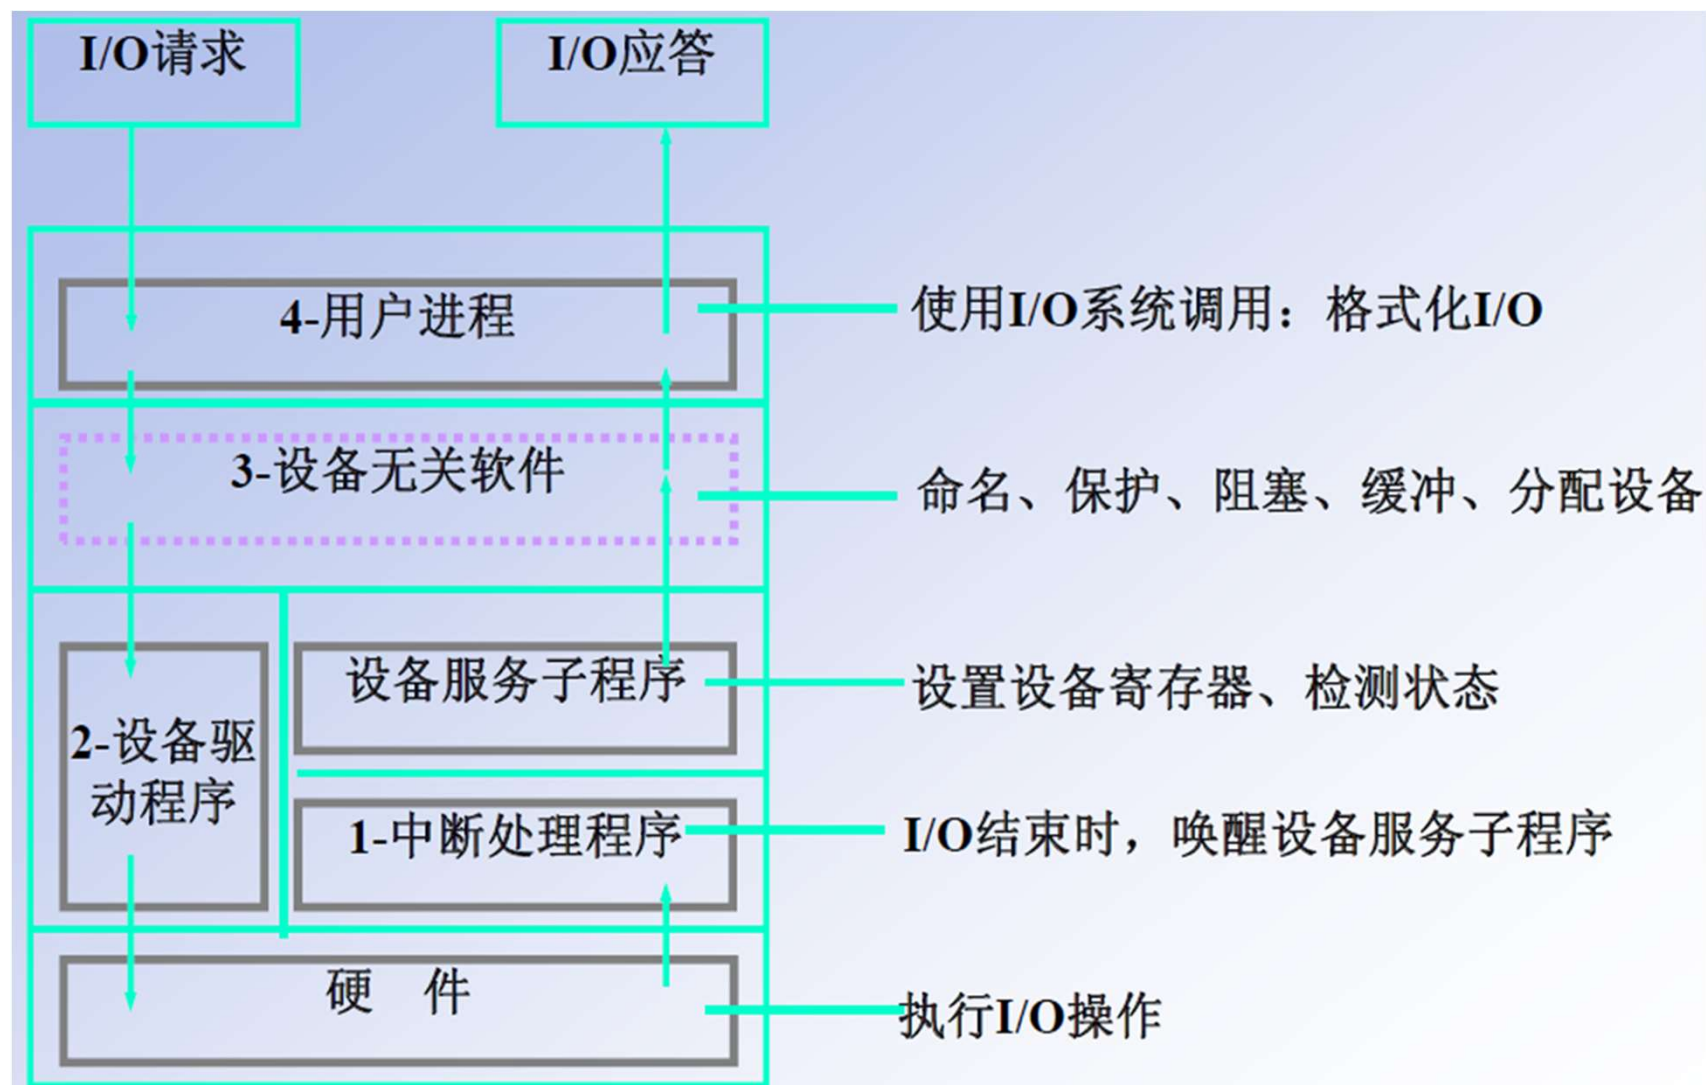 I/O请求
I/O应答
4-用户进程
使用I/O系统调用：格式化I/O
3-设备无关软件
命名、保护、阻塞、缓冲、分配设备
2-设备驱
动程序
设备服务子程序
设置设备寄存器、检测状态
1-中断处理程序
I/O结束时，唤醒设备服务子程序
硬 件
执行I/O操作